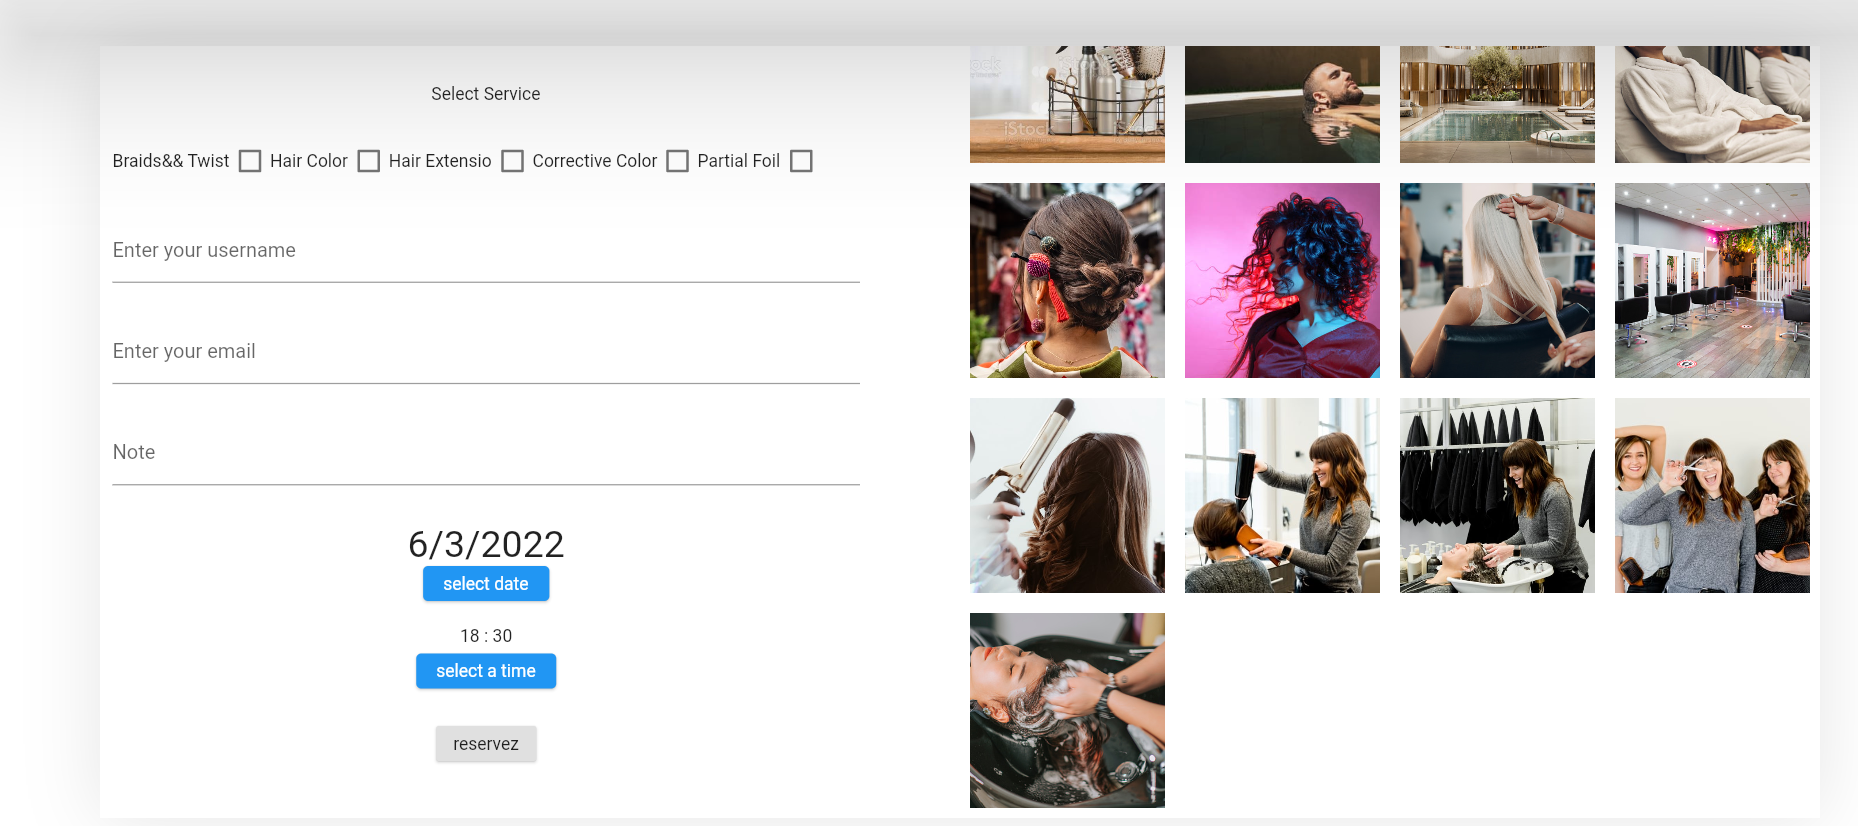 Select Service
Braids&& Twist Hair Color Hair Extensio Corrective Color Partial Foil
Enter your username
Enter your email
Note
6/3/2022
select date
18 : 30
select a time
reservez
iStock